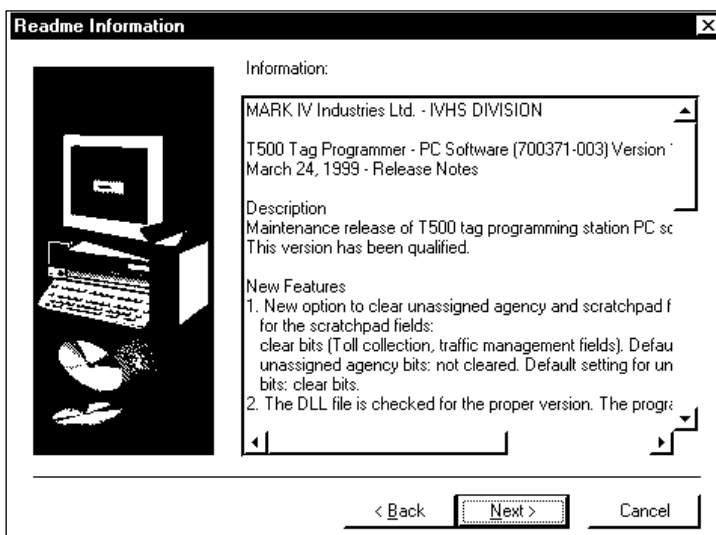 Readme Information
Information:
MARK IV Industries Ltd. - IVHS DIVISION
T500 Tag Programmer - PC Software (700371-003) Version
March 24, 1999 - Release Notes
Description
Maintenance release of T500 tag programming station PC
This version has been qualified.
New Features
1. New option to clear unassigned agency and scratchpad f
for the scratchpad fields:
clear bits (Toll collection, traffic management fields). Defau
unassigned agency bits: not cleared. Default setting for un
bits: clear bits.
2. The DLL file is checked for the proper version. The progra
< Back
Next >
Cancel